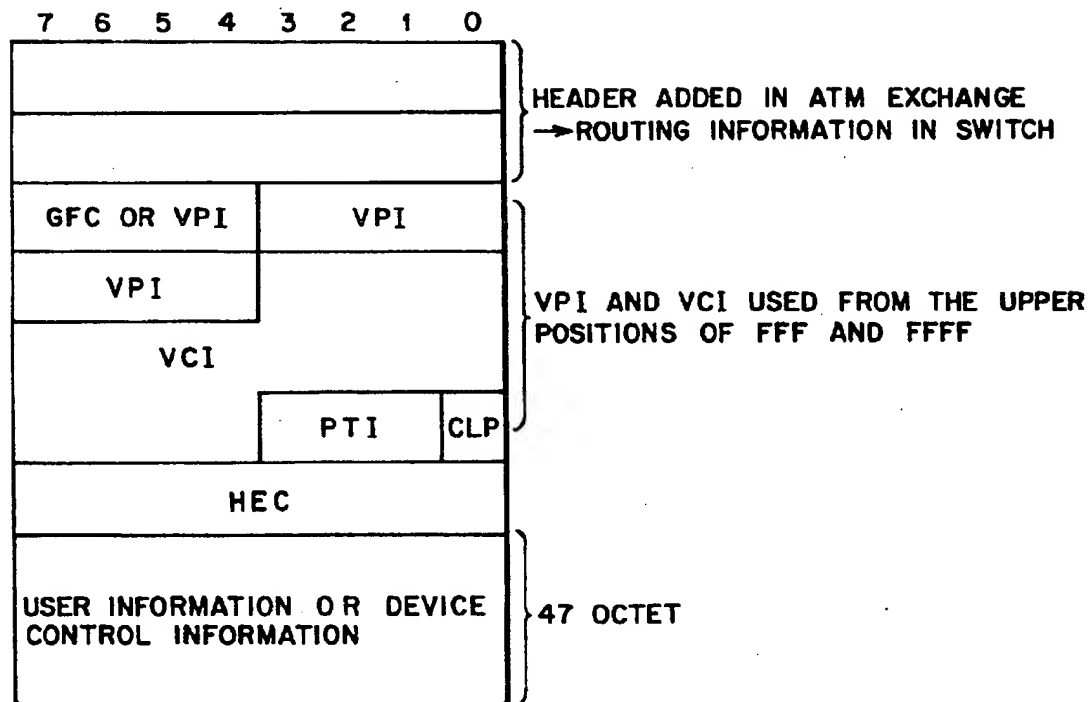 7 6 5 4 3 2 1 0
HEADER ADDED IN ATM EXCHANGE
→ROUTING INFORMATION IN SWITCH
GFC OR VPI
VPI
VPI
VPI AND VCI USED FROM THE UPPER
POSITIONS OF FFF AND FFFF
VCI
PTI
CLP
HEC
USER INFORMATION OR DEVICE
CONTROL INFORMATION
47 OCTET